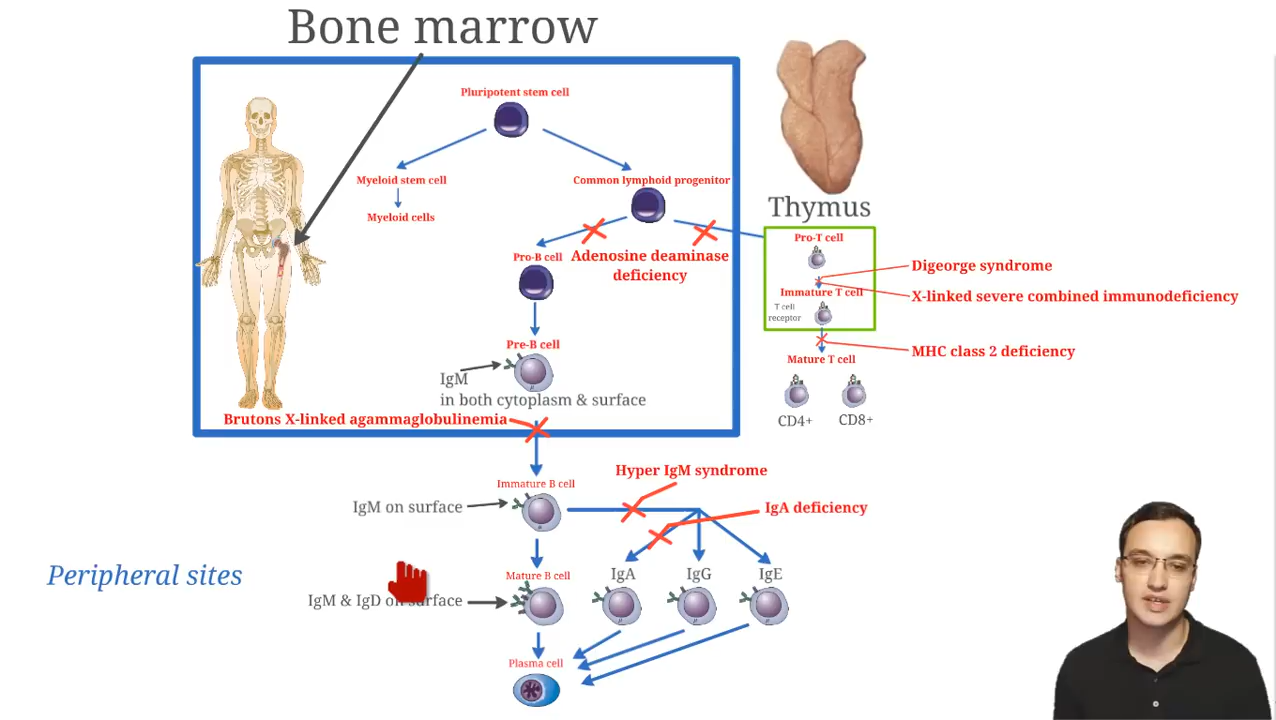 Bone marrow
Pluripotent stem cell
Myeloid stem cell
Common lymphoid progenitor
Myeloid cells
Thymus
Pro-T cell
Pro-B cell
Adenosine deaminase
deficiency
Digeorge syndrome
Immature T cell
X-linked severe combined immunodeficiency
T cell
receptor
Pre-B cell
MHC class 2 deficiency
Mature T cell
IgM
in both cytoplasm & surface
CD4+
CD8+
Brutons X-linked agammaglobulinemia
Hyper IgM syndrome
Immature B cell
IgM on surface
IgA deficiency
Peripheral sites
Mature B cell
IgA
IgG
IgE
IgM & IgD on surface
Plasma cell